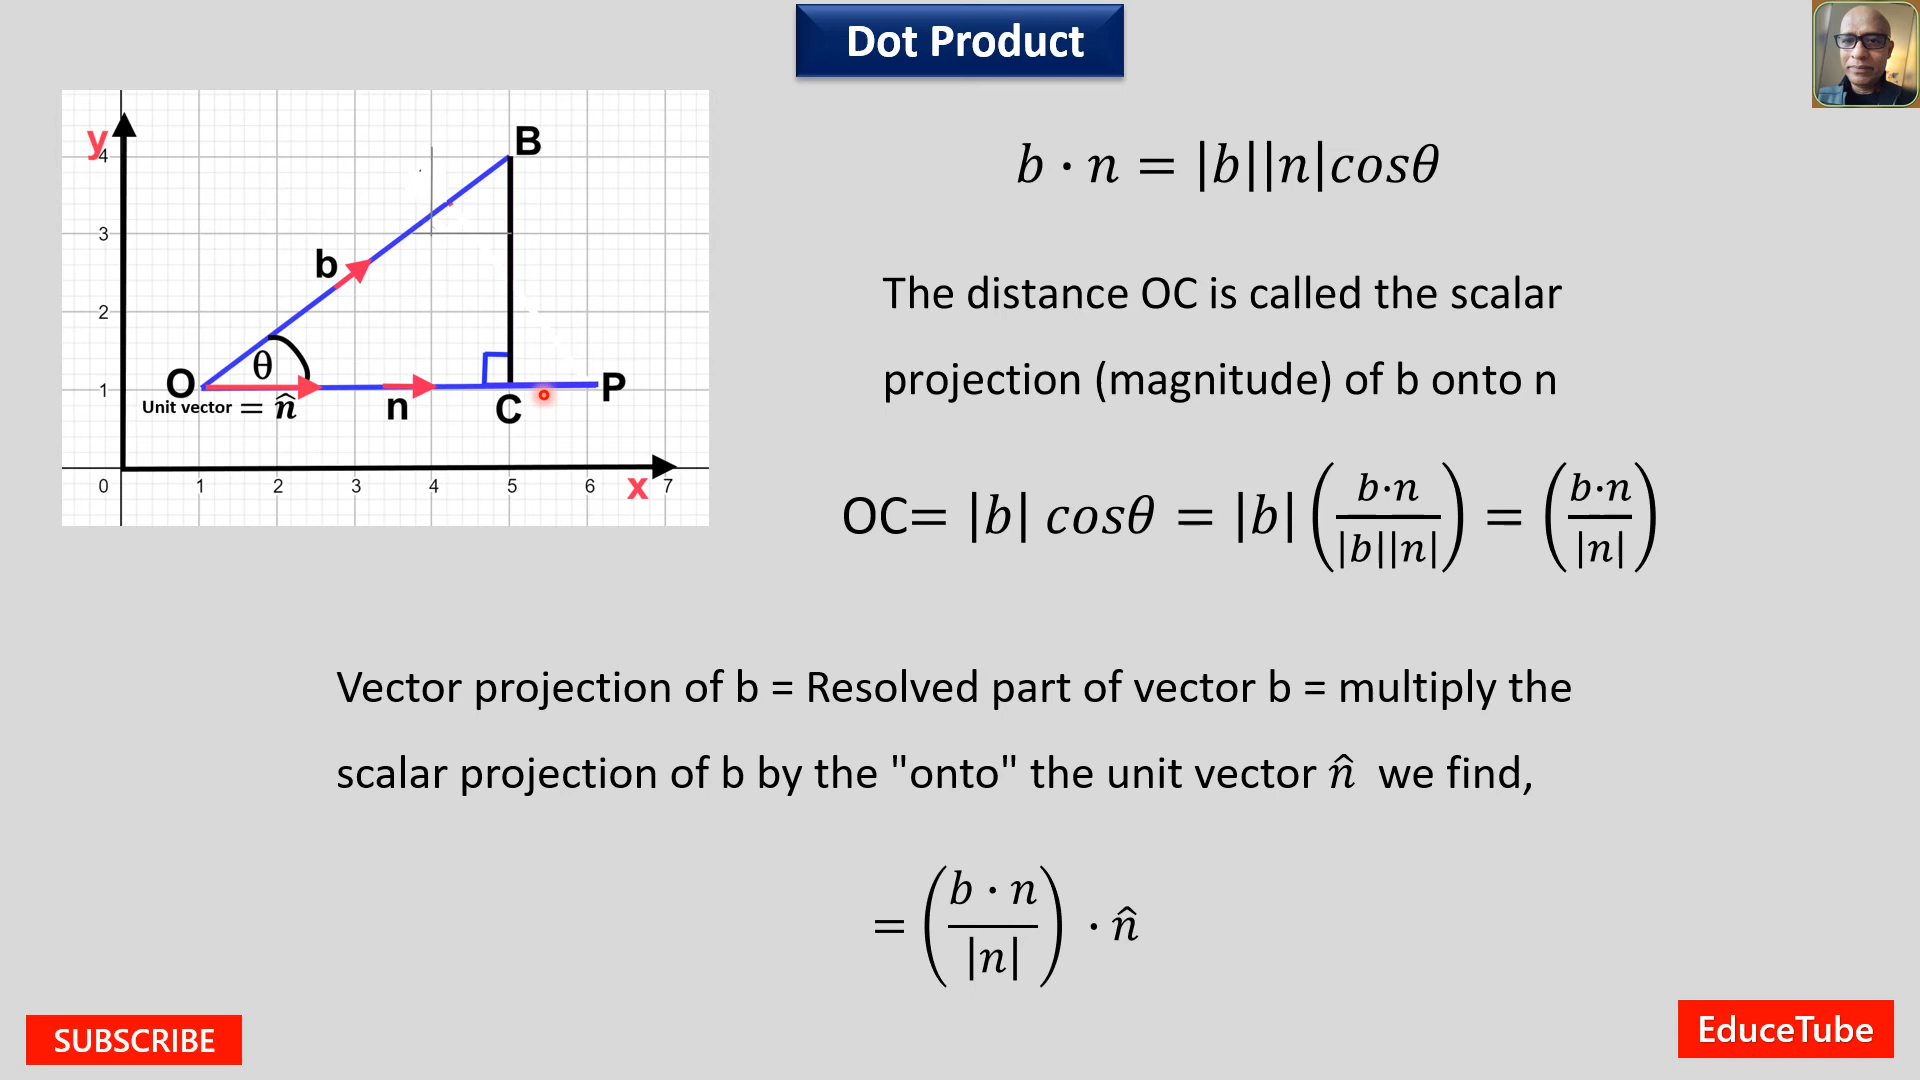 Dot Product
y
4
3
2
1
0
1
2
3
4
5
6
7
x
B
b
θ
O
P
Unit vector = n̂
n
C
b · n = |b||n|cosθ
The distance OC is called the scalar
projection (magnitude) of b onto n
OC= |b| cosθ = |b| (b·n / |b||n|) = (b·n / |n|)
Vector projection of b = Resolved part of vector b = multiply the
scalar projection of b by the "onto" the unit vector n̂ we find,
= (b · n / |n|) · n̂
SUBSCRIBE
EduceTube